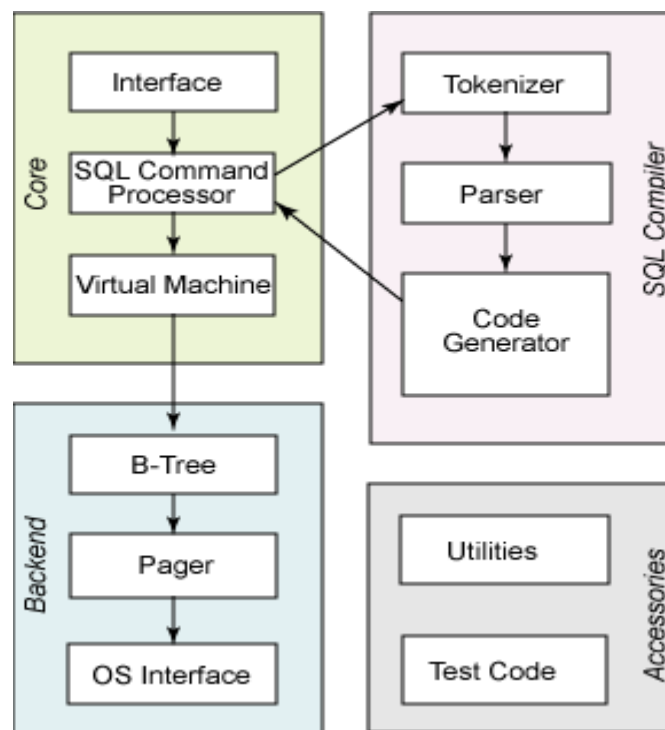 Core
Interface
SQL Command
Processor
Virtual Machine
SQL Compiler
Tokenizer
Parser
Code
Generator
Backend
B-Tree
Pager
OS Interface
Accessories
Utilities
Test Code